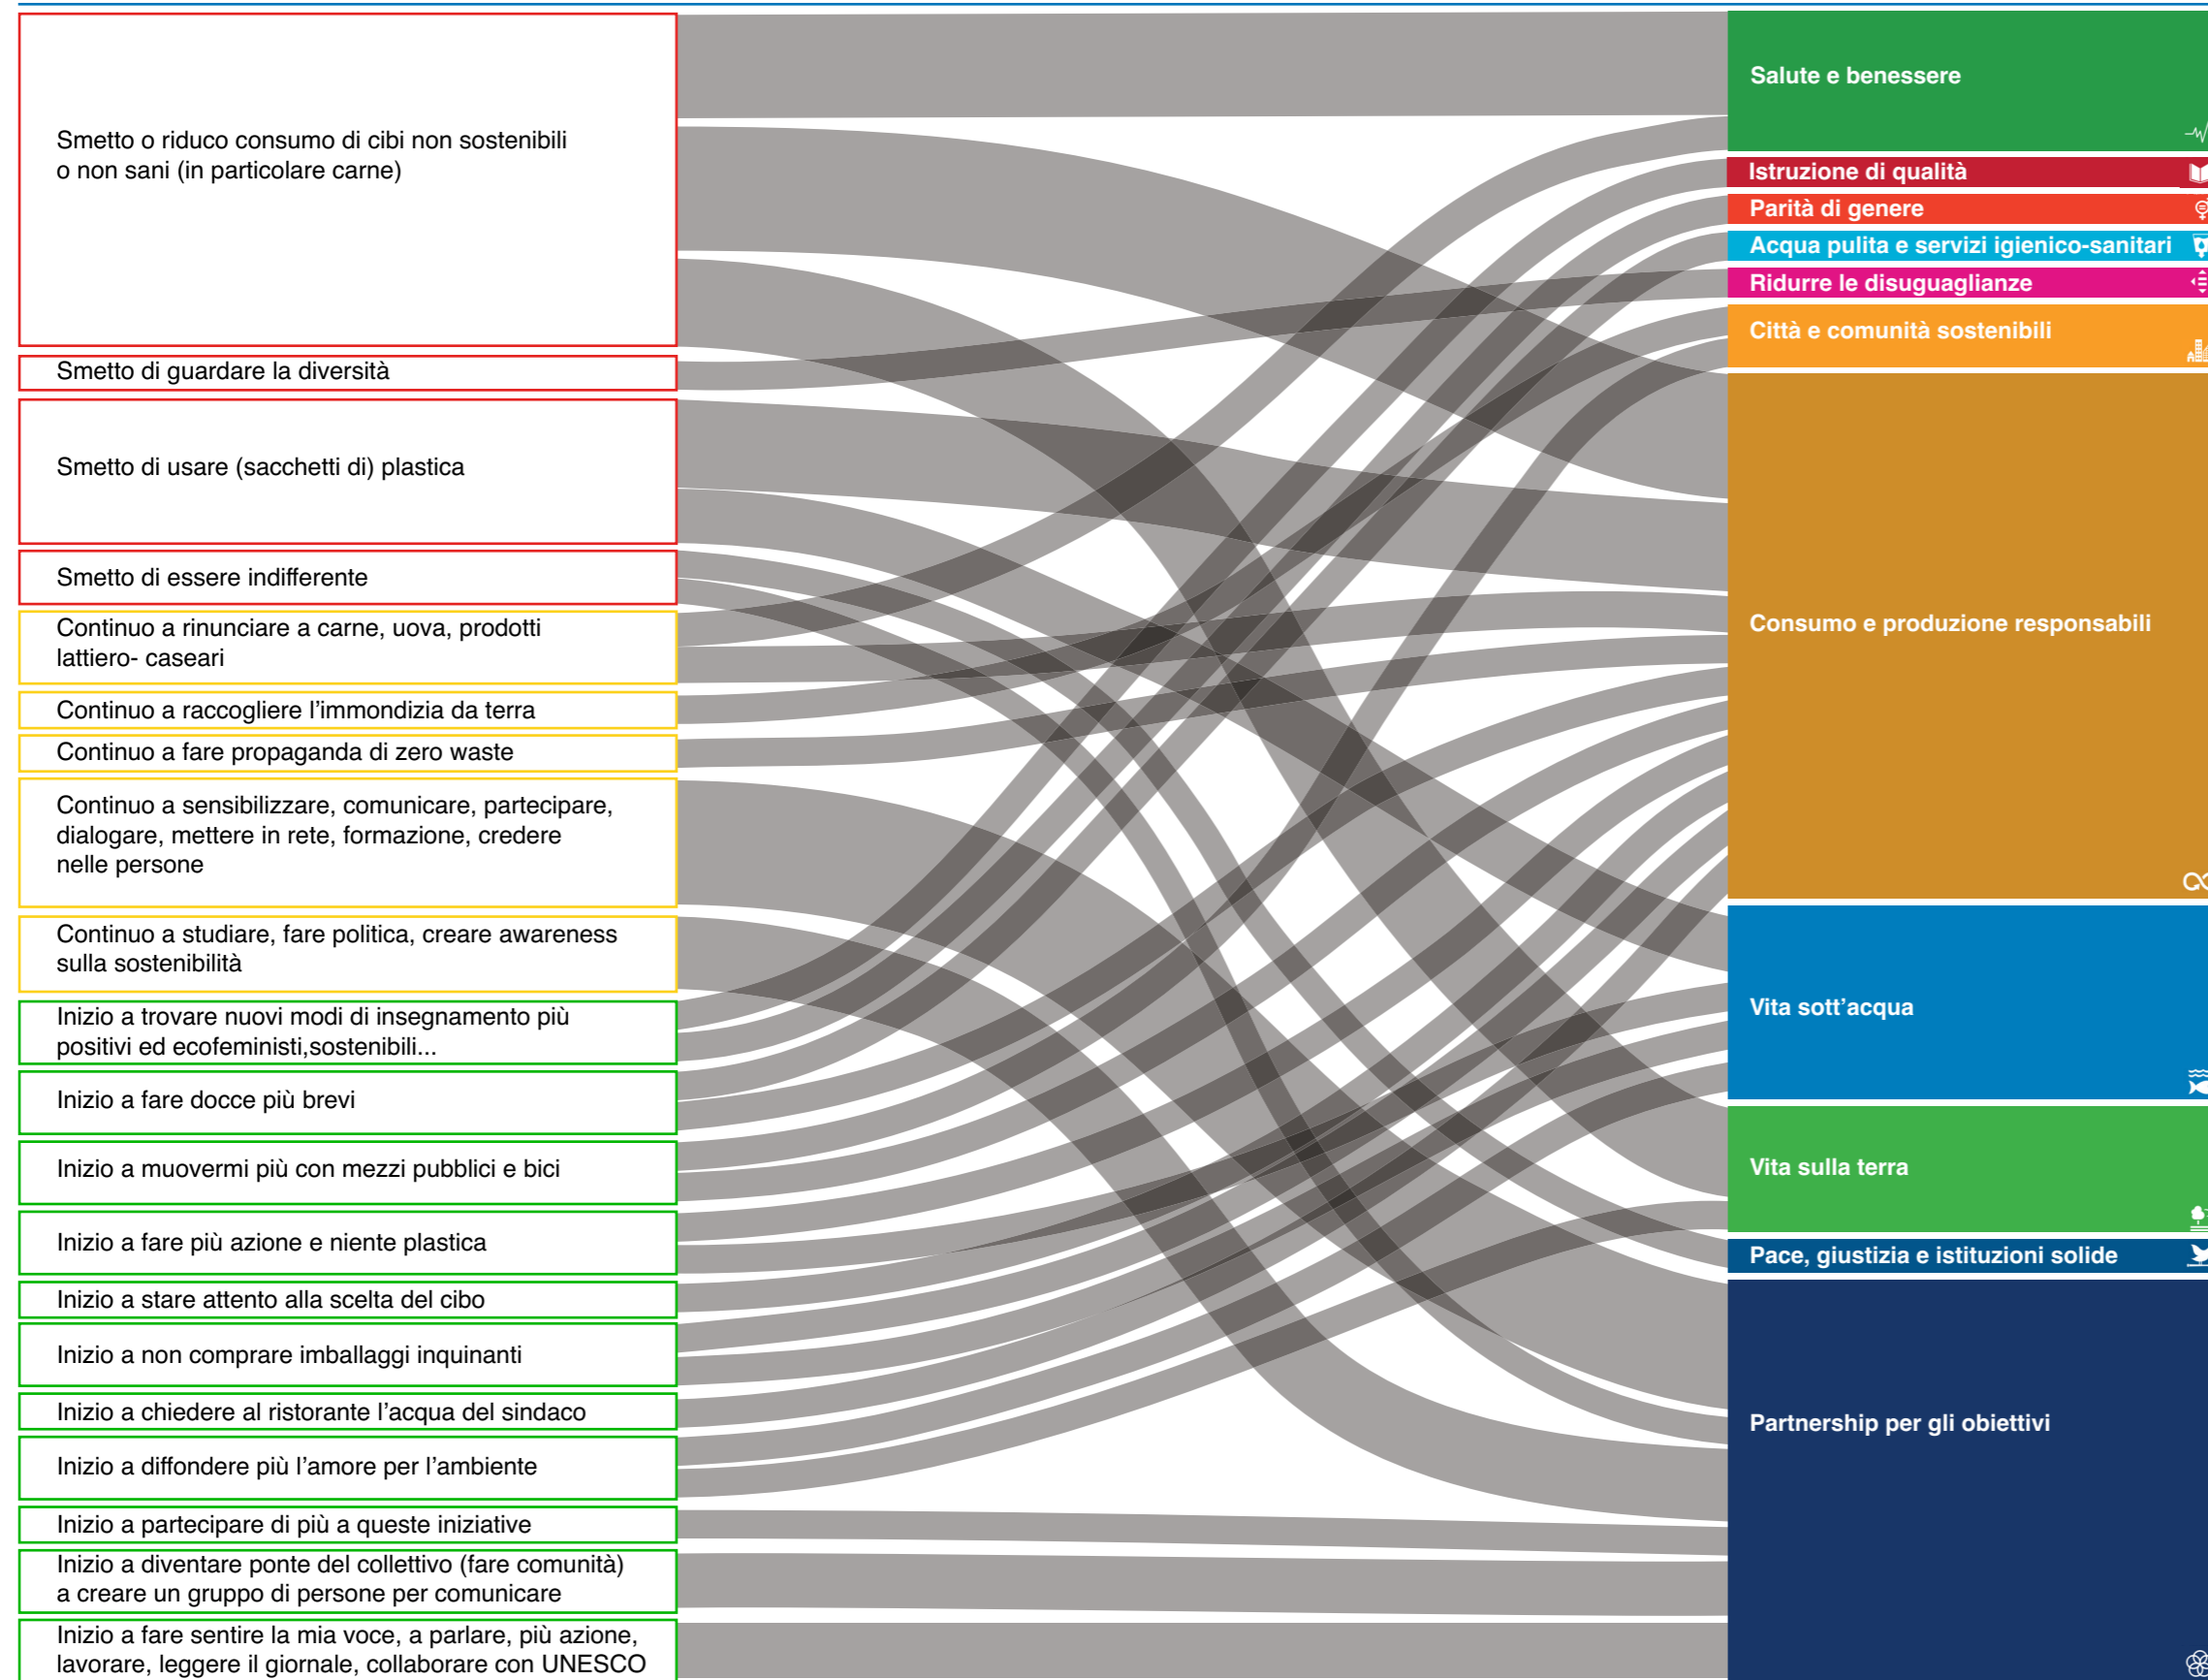 Smetto o riduco consumo di cibi non sostenibili
o non sani (in particolare carne)
Smetto di guardare la diversità
Smetto di usare (sacchetti di) plastica
Smetto di essere indifferente
Continuo a rinunciare a carne, uova, prodotti
lattiero- caseari
Continuo a raccogliere l'immondizia da terra
Continuo a fare propaganda di zero waste
Continuo a sensibilizzare, comunicare, partecipare,
dialogare, mettere in rete, formazione, credere
nelle persone
Continuo a studiare, fare politica, creare awareness
sulla sostenibilità
Inizio a trovare nuovi modi di insegnamento più
positivi ed ecofeministi,sostenibili...
Inizio a fare docce più brevi
Inizio a muovermi più con mezzi pubblici e bici
Inizio a fare più azione e niente plastica
Inizio a stare attento alla scelta del cibo
Inizio a non comprare imballaggi inquinanti
Inizio a chiedere al ristorante l'acqua del sindaco
Inizio a diffondere più l'amore per l'ambiente
Inizio a partecipare di più a queste iniziative
Inizio a diventare ponte del collettivo (fare comunità)
a creare un gruppo di persone per comunicare
Inizio a fare sentire la mia voce, a parlare, più azione,
lavorare, leggere il giornale, collaborare con UNESCO
Salute e benessere
Istruzione di qualità
Parità di genere
Acqua pulita e servizi igienico-sanitari
Ridurre le disuguaglianze
Città e comunità sostenibili
Consumo e produzione responsabili
Vita sott'acqua
Vita sulla terra
Pace, giustizia e istituzioni solide
Partnership per gli obiettivi